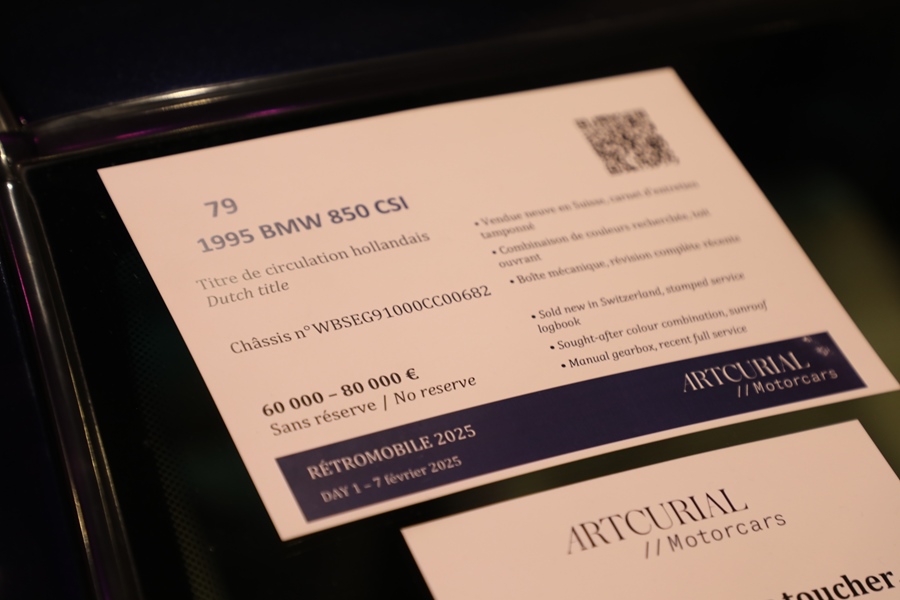 79
1995 BMW 850 CSI
Titre de circulation hollandais
Dutch title
Châssis n° WBSEG91000CC00682
60 000 – 80 000 €
Sans réserve / No reserve
• Vendue neuve en Suisse, carnet d'entretien
tamponné
• Combinaison de couleurs recherchée, toit
ouvrant
• Boîte mécanique, révision complète récente
• Sold new in Switzerland, stamped service
logbook
• Sought-after colour combination, sunroof
• Manual gearbox, recent full service
RÉTROMOBILE 2025
DAY 1 – 7 février 2025
ARTCURIAL
//Motorcars
ARTCURIAL
//Motorcars
toucher